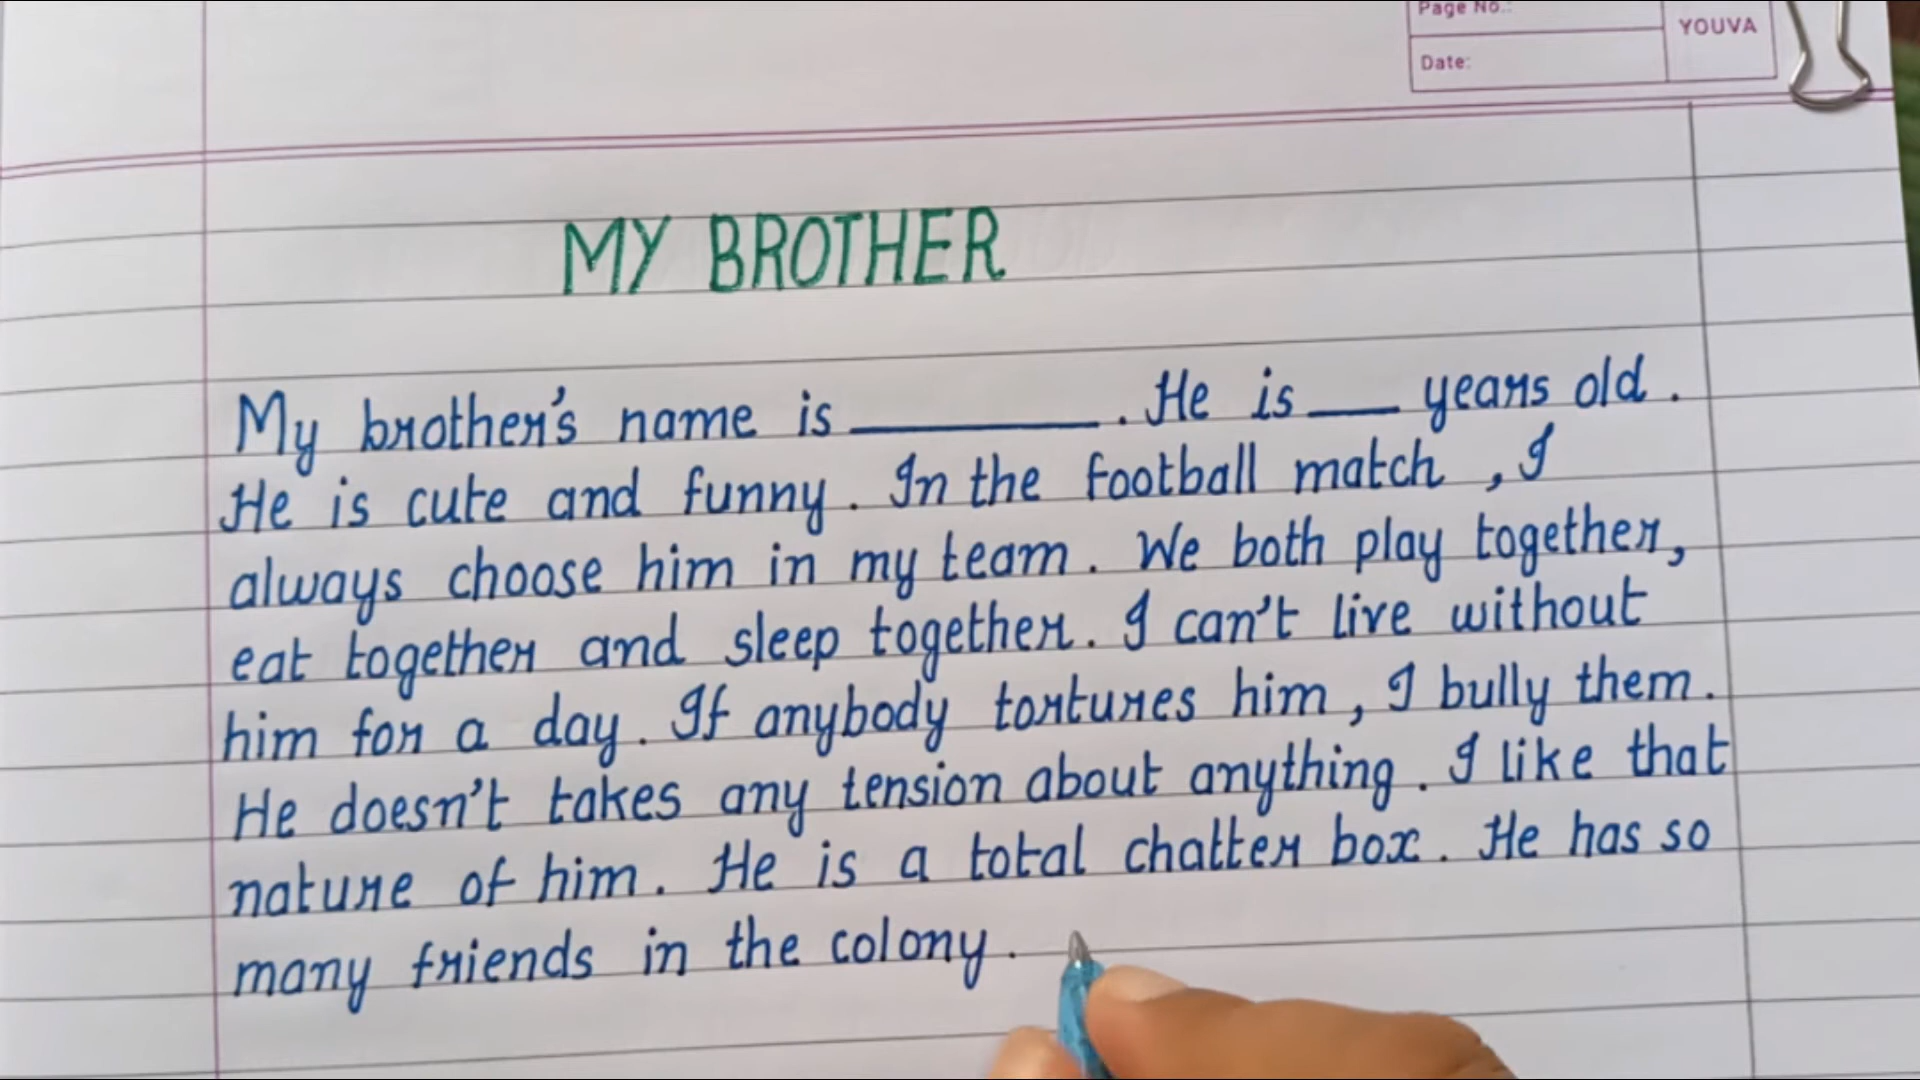 Page No.:
YOUVA
Date:
MY BROTHER
My brother's name is ________. He is ___ years old.
He is cute and funny. In the football match, I
always choose him in my team. We both play together,
eat together and sleep together. I can't live without
him for a day. If anybody tortures him, I bully them.
He doesn't takes any tension about anything. I like that
nature of him. He is a total chatter box. He has so
many friends in the colony.